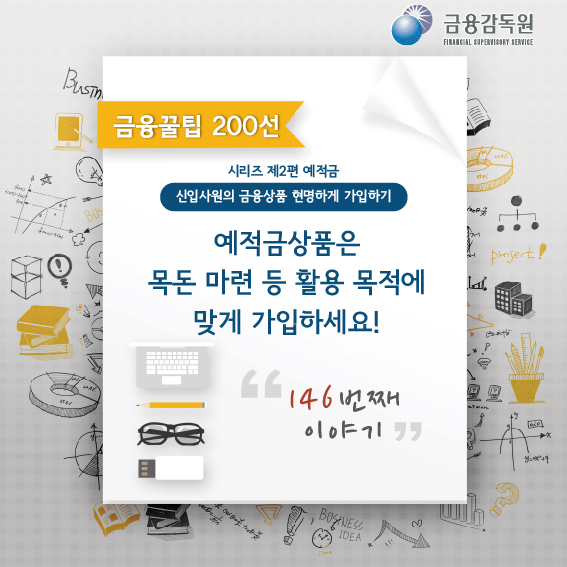 금융감독원
FINANCIAL SUPERVISORY SERVICE
BUSIN
금융꿀팁 200선
시리즈 제2편 예적금
신입사원의 금융상품 현명하게 가입하기
예적금상품은
목돈 마련 등 활용 목적에
맞게 가입하세요!
project!
“146번째
이야기”
BUSINESS
IDEA